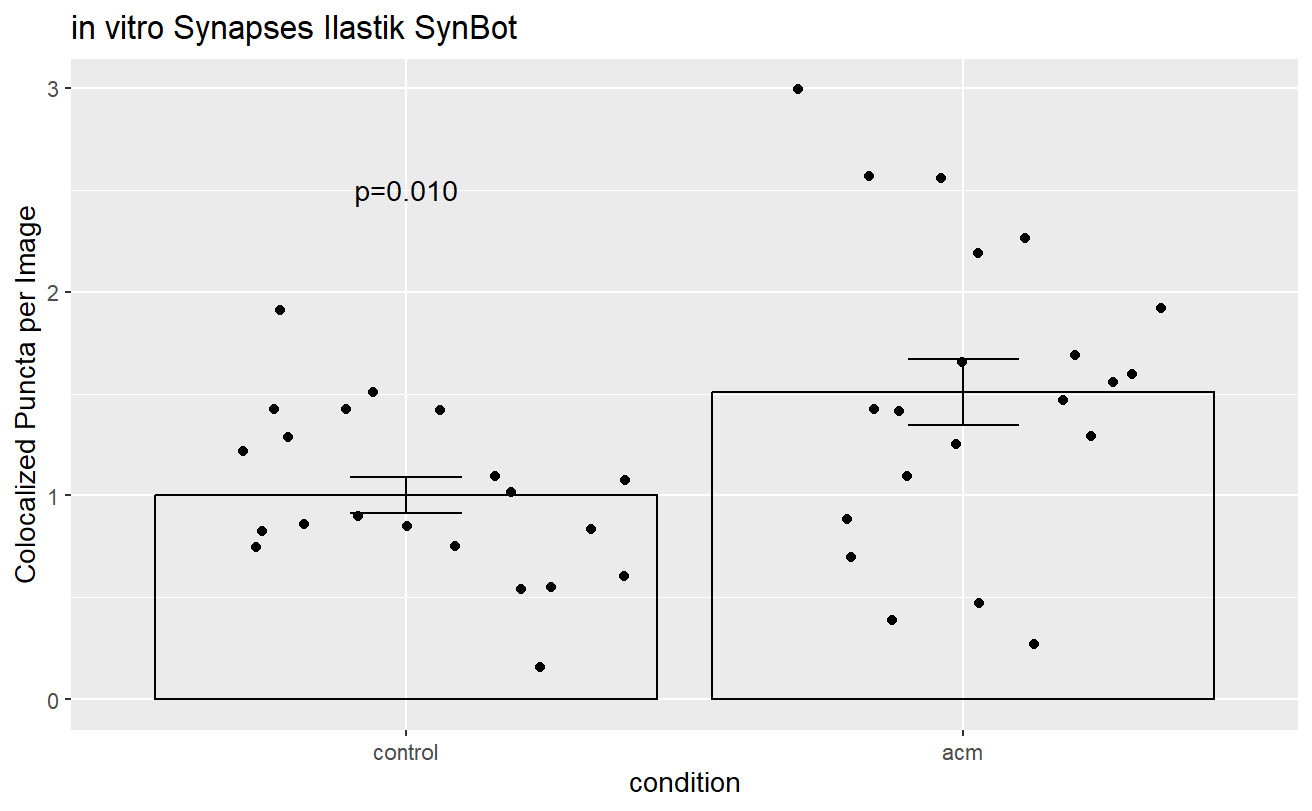 in vitro Synapses Ilastik SynBot
Colocalized Puncta per Image
3
2
1
0
p=0.010
control
acm
condition